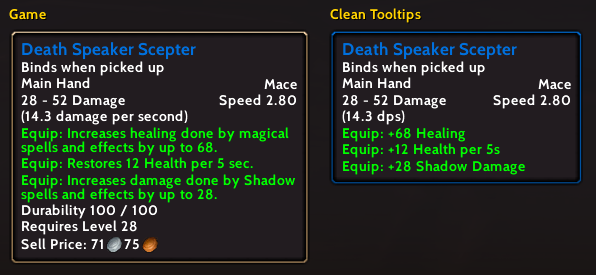 Game
Death Speaker Scepter
Binds when picked up
Main Hand Mace
28 - 52 Damage Speed 2.80
(14.3 damage per second)
Equip: Increases healing done by magical
spells and effects by up to 68.
Equip: Restores 12 Health per 5 sec.
Equip: Increases damage done by Shadow
spells and effects by up to 28.
Durability 100 / 100
Requires Level 28
Sell Price: 71 75
Clean Tooltips
Death Speaker Scepter
Binds when picked up
Main Hand Mace
28 - 52 Damage Speed 2.80
(14.3 dps)
Equip: +68 Healing
Equip: +12 Health per 5s
Equip: +28 Shadow Damage